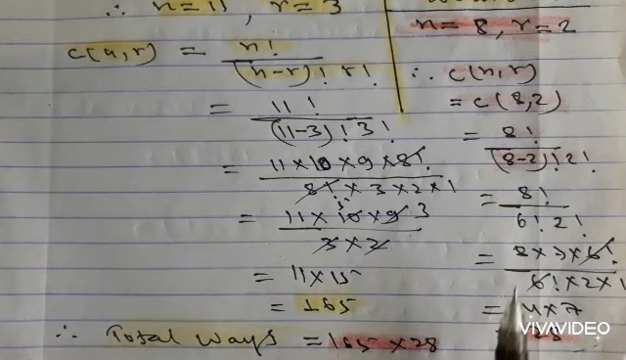 ∴ n=11, r=3
C(n,r) = n! / (n-r)! r!
= 11! / (11-3)! 3!
= 11×10×9×8! / 8!×3×2×1
= 11×10×9 3 / 3×2
= 11×15
= 165
∴ Total ways = 165×28
n=8, r=2
∴ C(n,r)
= C(8,2)
= 8! / (8-2)! 2!
= 8! / 6! 2!
= 8×7×6! / 6!×2×1
= 4×7
VIVAVIDEO